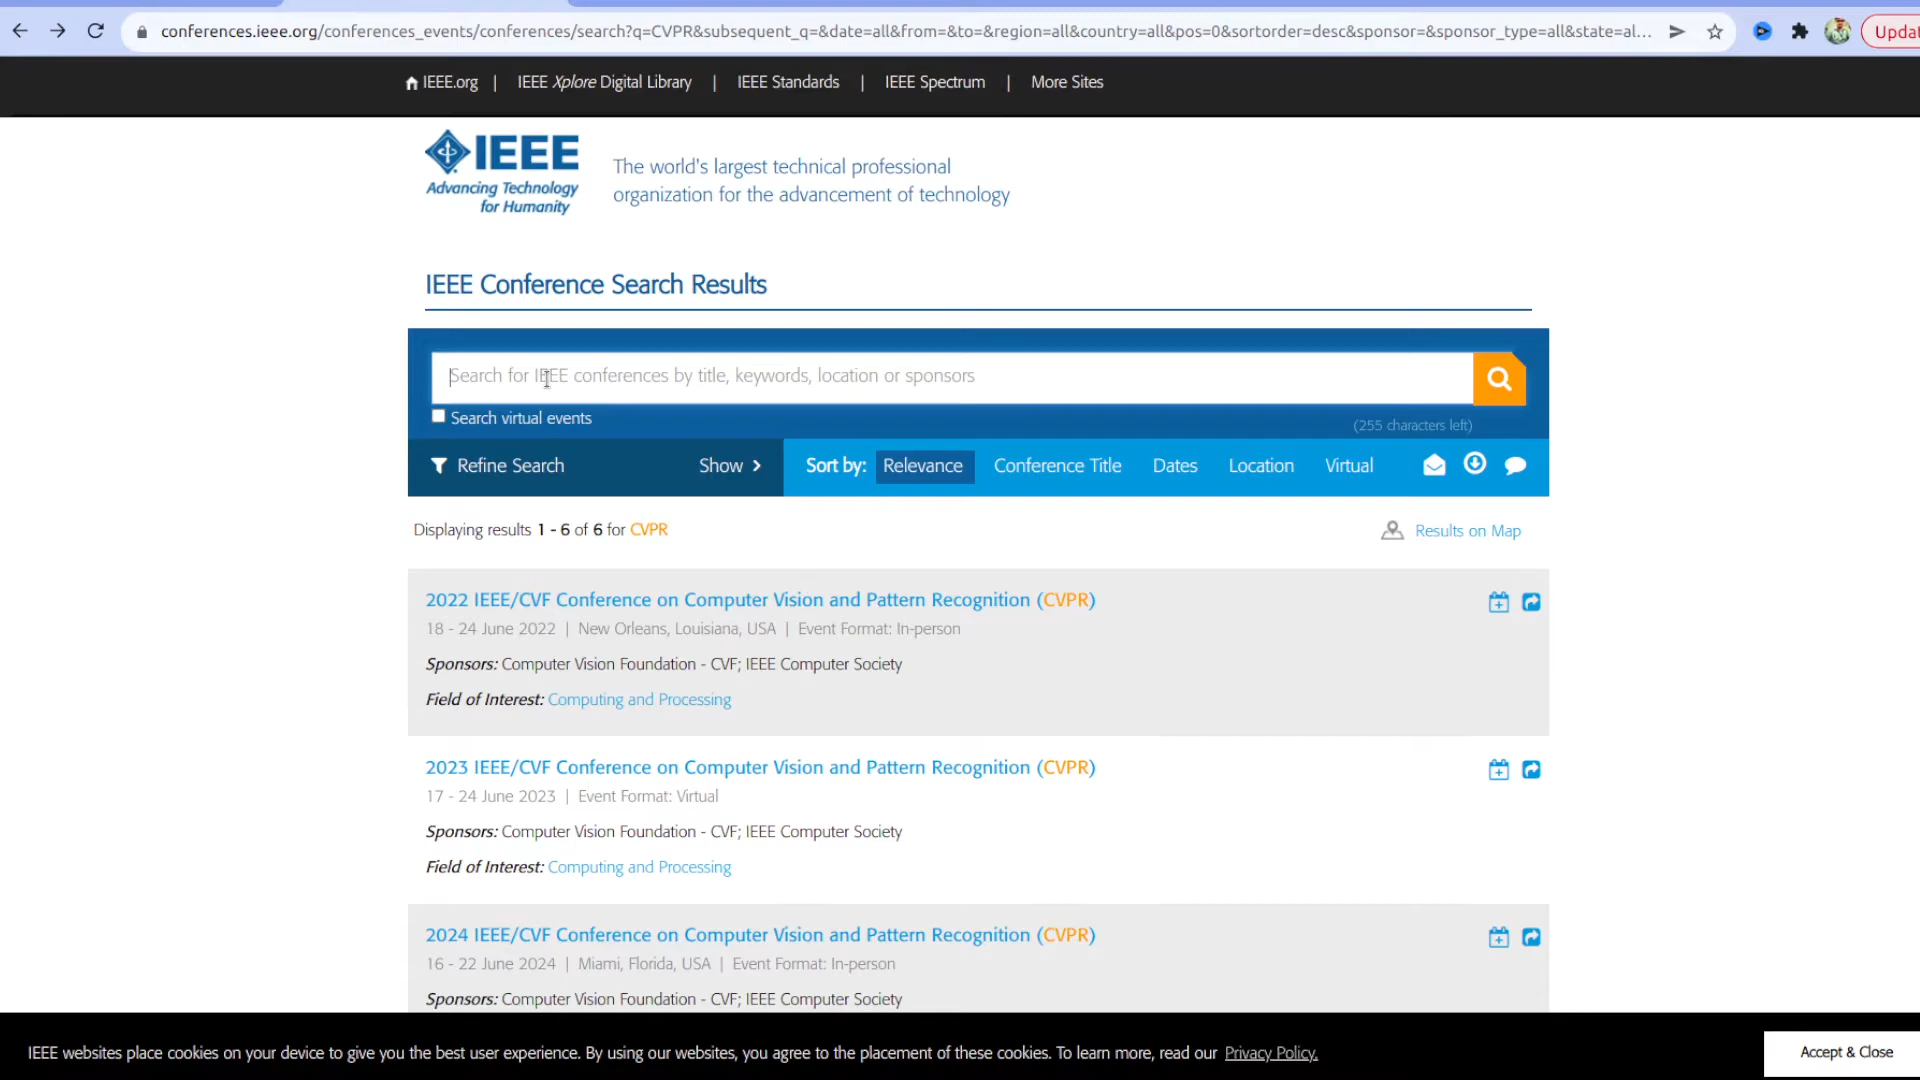 conferences.ieee.org/conferences_events/conferences/search?q=CVPR&subsequent_q=&date=all&from=&to=&region=all&country=all&pos=0&sortorder=desc&sponsor=&sponsor_type=all&state=al...
Updat
IEEE.org | IEEE Xplore Digital Library | IEEE Standards | IEEE Spectrum | More Sites
IEEE
Advancing Technology
for Humanity
The world's largest technical professional
organization for the advancement of technology
IEEE Conference Search Results
Search for IEEE conferences by title, keywords, location or sponsors
Search virtual events
(255 characters left)
Refine Search Show > Sort by: Relevance Conference Title Dates Location Virtual
Displaying results 1 - 6 of 6 for CVPR Results on Map
2022 IEEE/CVF Conference on Computer Vision and Pattern Recognition (CVPR)
18 - 24 June 2022 | New Orleans, Louisiana, USA | Event Format: In-person
Sponsors: Computer Vision Foundation - CVF; IEEE Computer Society
Field of Interest: Computing and Processing
2023 IEEE/CVF Conference on Computer Vision and Pattern Recognition (CVPR)
17 - 24 June 2023 | Event Format: Virtual
Sponsors: Computer Vision Foundation - CVF; IEEE Computer Society
Field of Interest: Computing and Processing
2024 IEEE/CVF Conference on Computer Vision and Pattern Recognition (CVPR)
16 - 22 June 2024 | Miami, Florida, USA | Event Format: In-person
Sponsors: Computer Vision Foundation - CVF; IEEE Computer Society
IEEE websites place cookies on your device to give you the best user experience. By using our websites, you agree to the placement of these cookies. To learn more, read our Privacy Policy.
Accept & Close